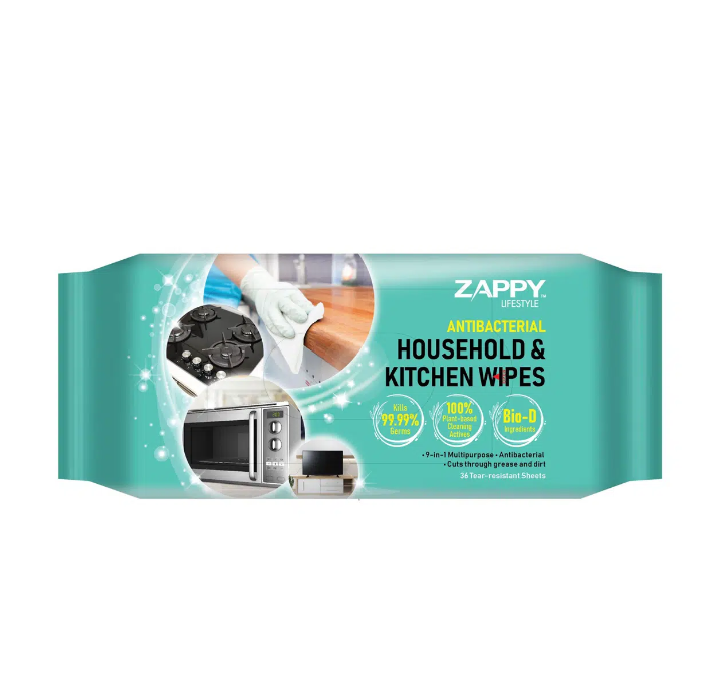 ZAPPY
LIFESTYLE
ANTIBACTERIAL
HOUSEHOLD &
KITCHEN WIPES
Kills
99.99%
Germs
100%
Plant-based
Cleaning
Actives
Bio-D
Ingredients
• 9-in-1 Multipurpose • Antibacterial
• Cuts through grease and dirt
36 Tear-resistant Sheets